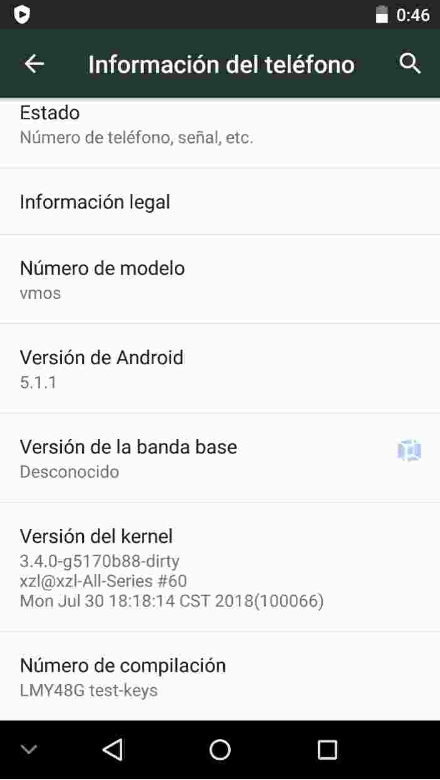 0:46
Información del teléfono
Estado
Número de teléfono, señal, etc.
Información legal
Número de modelo
vmos
Versión de Android
5.1.1
Versión de la banda base
Desconocido
Versión del kernel
3.4.0-g5170b88-dirty
xzl@xzl-All-Series #60
Mon Jul 30 18:18:14 CST 2018(100066)
Número de compilación
LMY48G test-keys